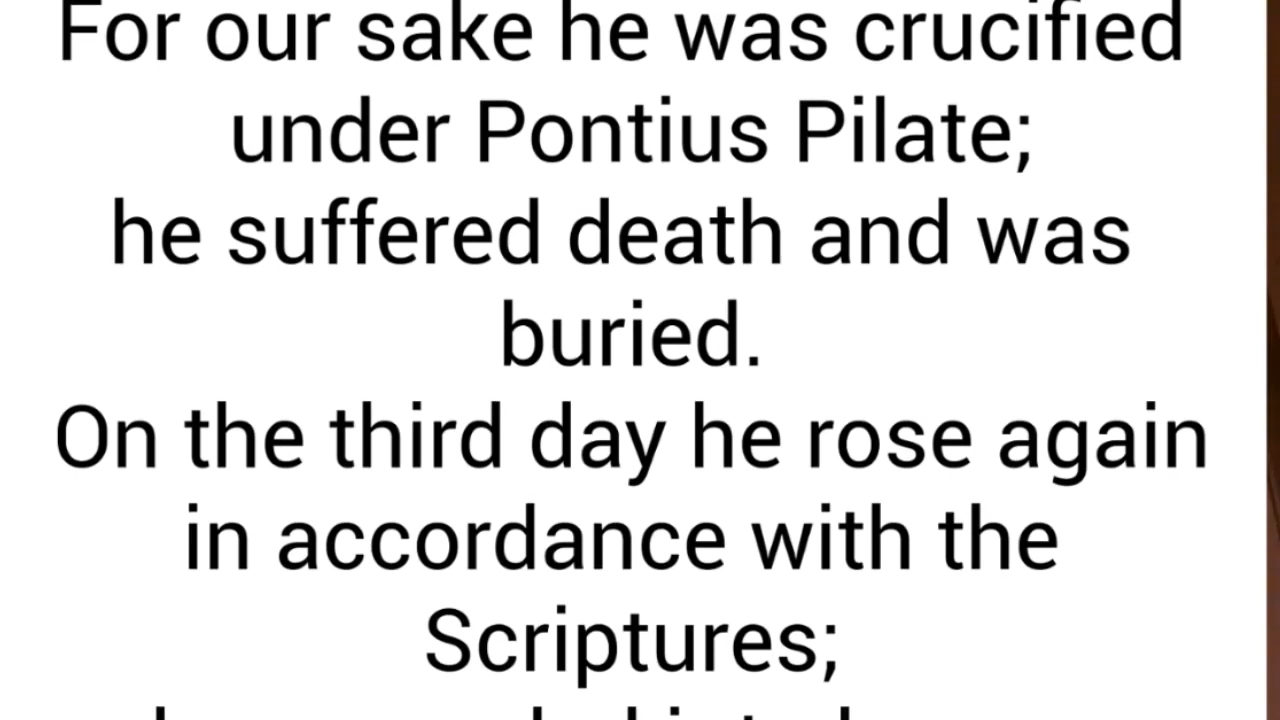 For our sake he was crucified
under Pontius Pilate;
he suffered death and was
buried.
On the third day he rose again
in accordance with the
Scriptures;